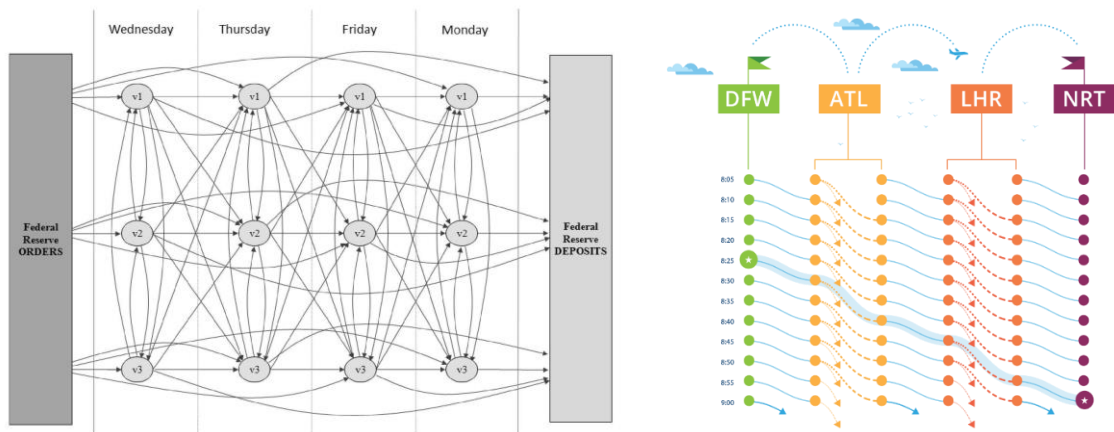 Wednesday Thursday Friday Monday
v1 v1 v1 v1
Federal
Reserve
ORDERS
v2 v2 v2 v2
Federal
Reserve
DEPOSITS
v3 v3 v3 v3
DFW ATL LHR NRT
8:05
8:10
8:15
8:20
8:25
8:30
8:35
8:40
8:45
8:50
8:55
9:00